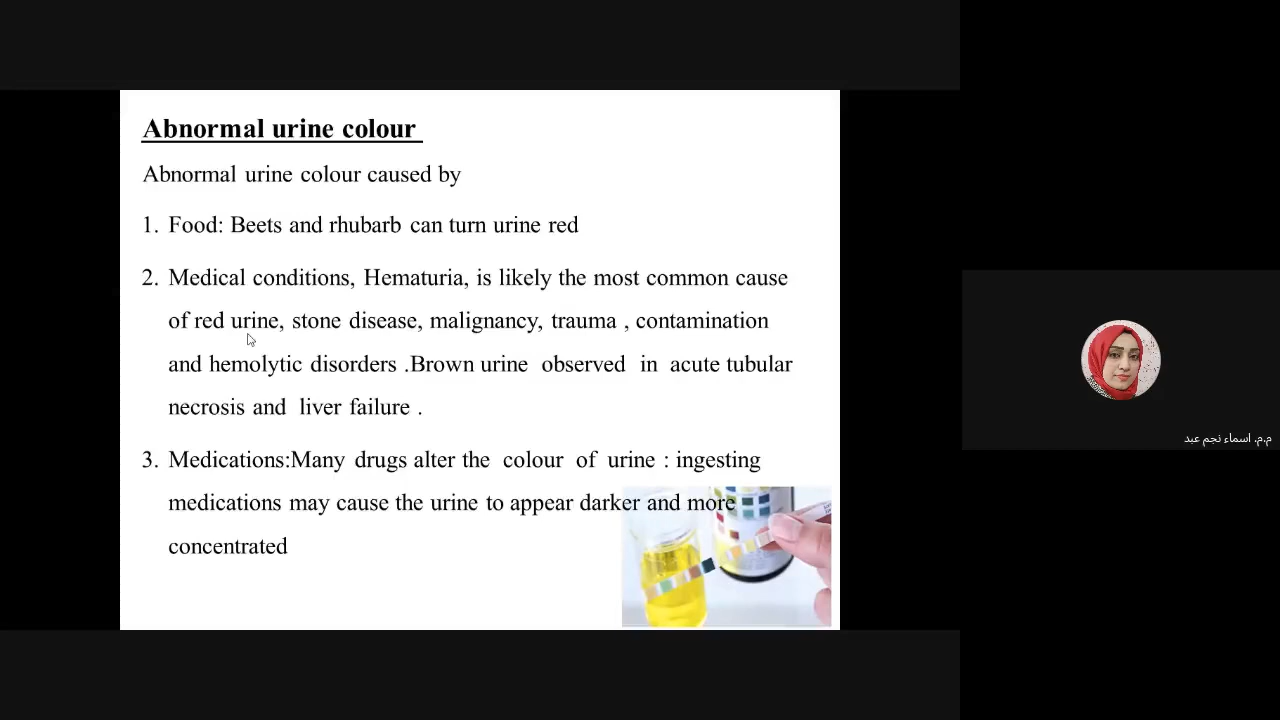 Abnormal urine colour
Abnormal urine colour caused by
1. Food: Beets and rhubarb can turn urine red
2. Medical conditions, Hematuria, is likely the most common cause
of red urine, stone disease, malignancy, trauma , contamination
and hemolytic disorders .Brown urine observed in acute tubular
necrosis and liver failure .
3. Medications:Many drugs alter the colour of urine : ingesting
medications may cause the urine to appear darker and more
concentrated
م.م. اسماء نجم عبد